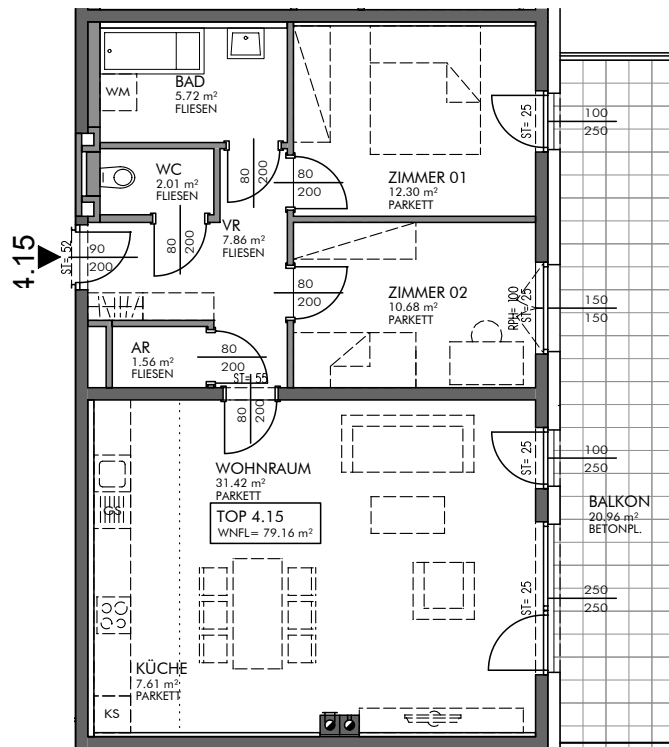 BAD
5.72 m²
FLIESEN
WM
WC
2.01 m²
FLIESEN
80
200
80
200
ZIMMER 01
12.30 m²
PARKETT
ST= 25
100
250
4.15
ST= 52
90
200
80
200
VR
7.86 m²
FLIESEN
80
200
ZIMMER 02
10.68 m²
PARKETT
RPH= 100
ST= 25
150
150
AR
1.56 m²
FLIESEN
80
200
ST= 55
80
200
WOHNRAUM
31.42 m²
PARKETT
TOP 4.15
WNFL= 79.16 m²
GS
ST= 25
100
250
BALKON
20.96 m²
BETONPL.
ST= 25
250
250
KÜCHE
7.61 m²
PARKETT
KS